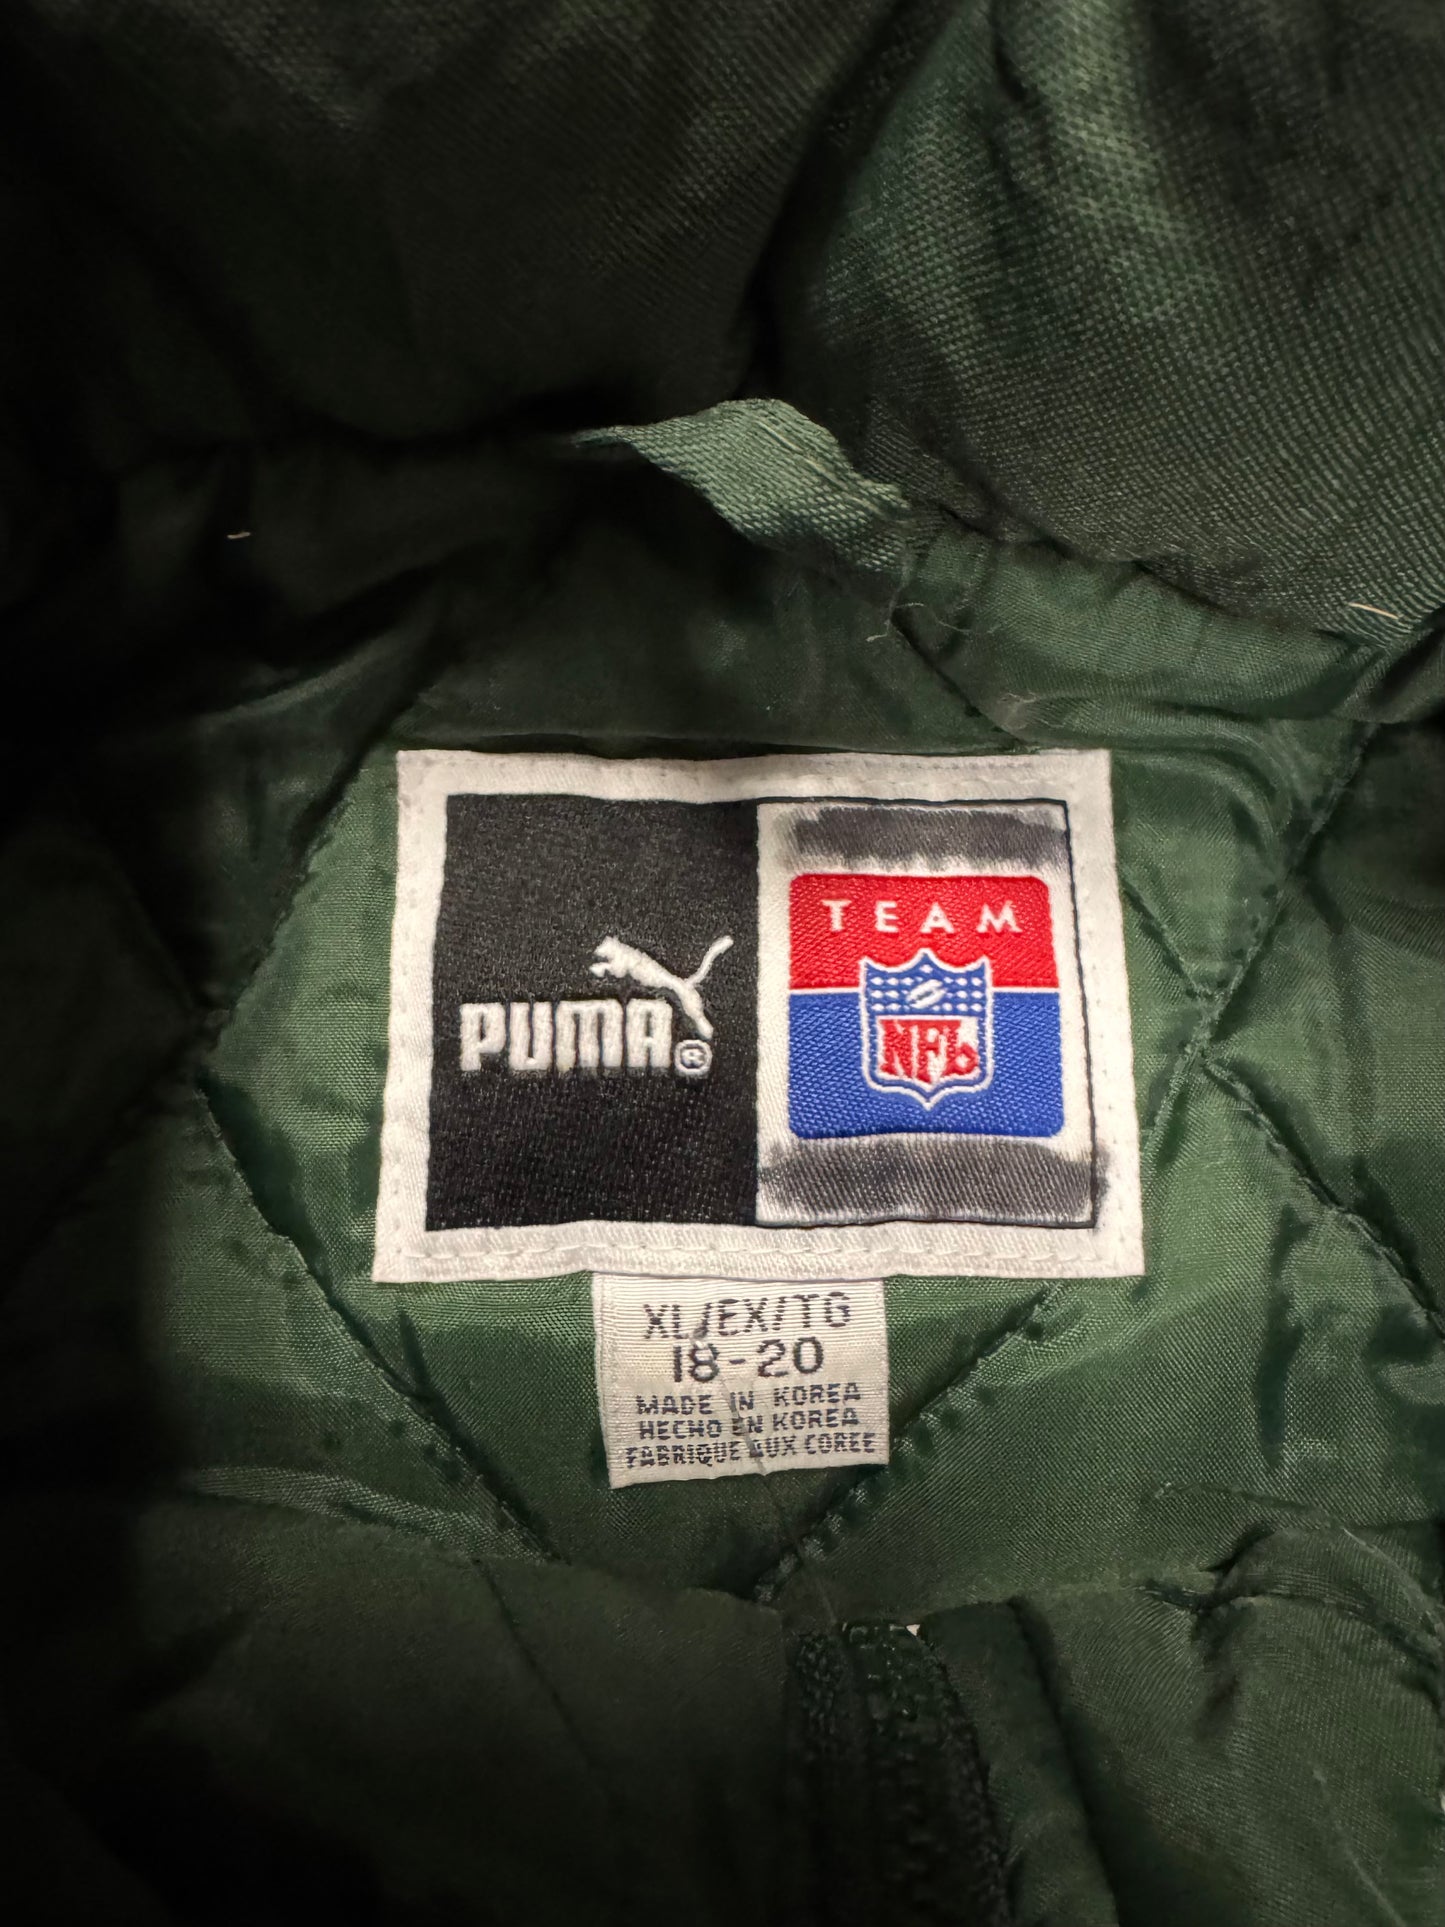 PUMA®
TEAM
NFL
XL/EX/TG
18-20
MADE IN KOREA
HECHO EN KOREA
FABRIQUE AUX COREE